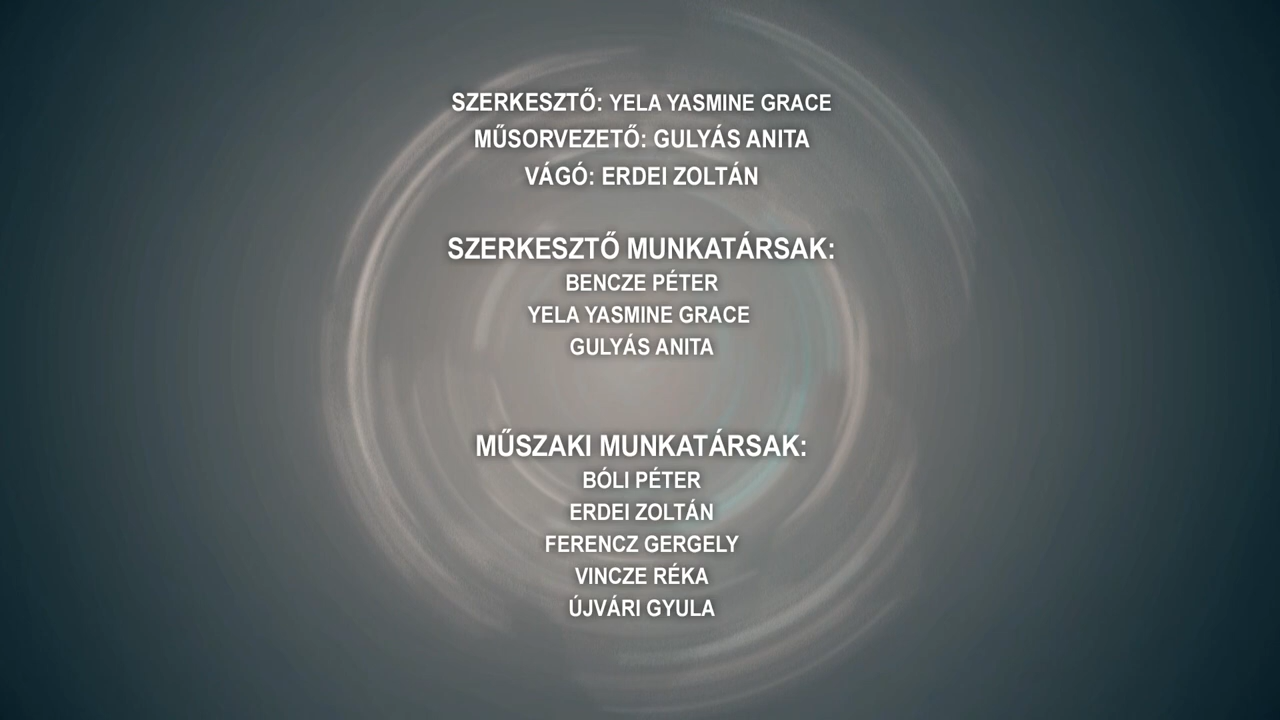 SZERKESZTŐ: YELA YASMINE GRACE
MŰSORVEZETŐ: GULYÁS ANITA
VÁGÓ: ERDEI ZOLTÁN
SZERKESZTŐ MUNKATÁRSAK:
BENCZE PÉTER
YELA YASMINE GRACE
GULYÁS ANITA
MŰSZAKI MUNKATÁRSAK:
BÓLI PÉTER
ERDEI ZOLTÁN
FERENCZ GERGELY
VINCZE RÉKA
ÚJVÁRI GYULA